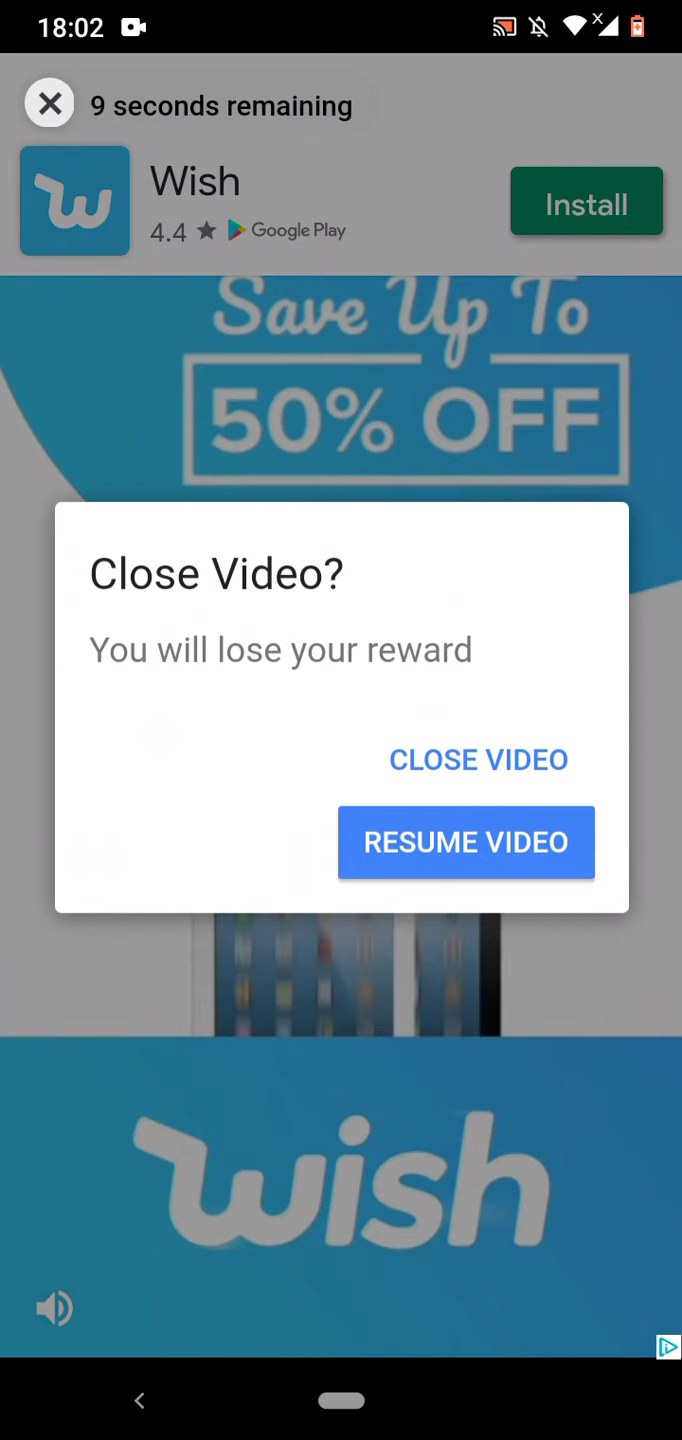 18:02
9 seconds remaining
Wish
Install
4.4 ★ Google Play
Save Up To
50% OFF
Close Video?
You will lose your reward
CLOSE VIDEO
RESUME VIDEO
wish